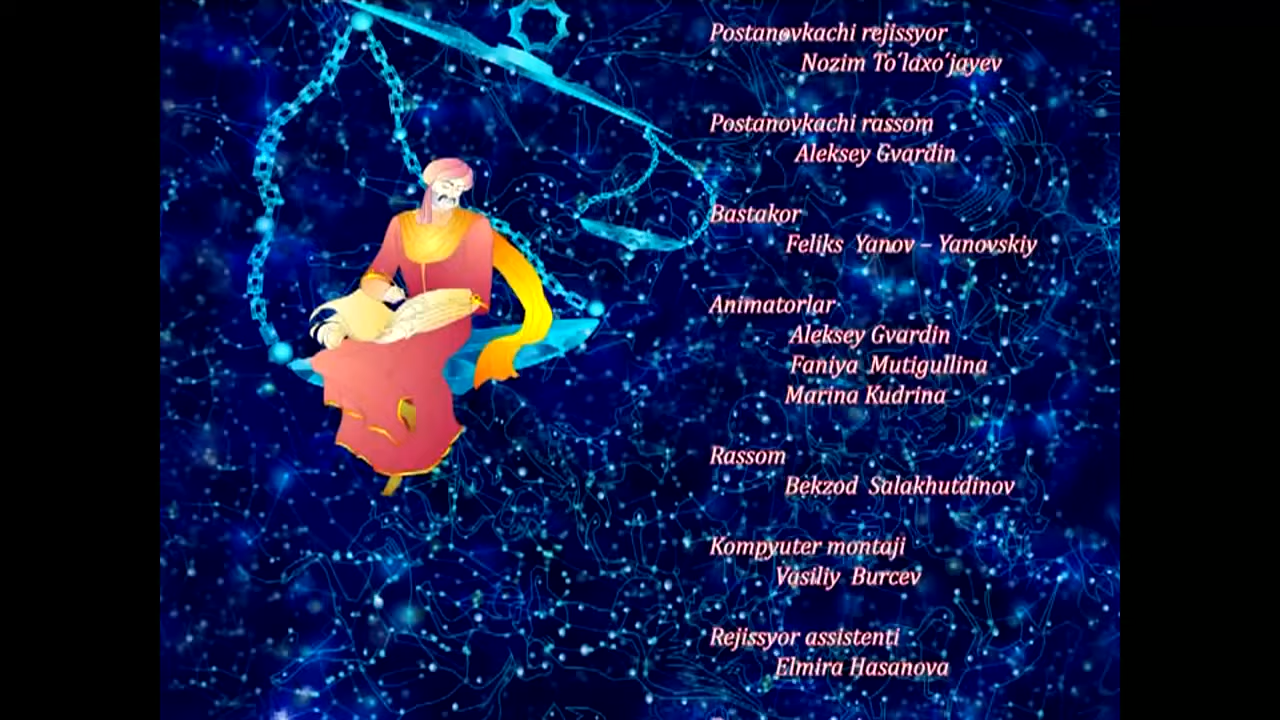 Postanovkachi rejissyor
Nozim To´laxo´jayev
Postanovkachi rassom
Aleksey Gvardin
Bastakor
Feliks Yanov – Yanovskiy
Animatorlar
Aleksey Gvardin
Faniya Mutigullina
Marina Kudrina
Rassom
Bekzod Salakhutdinov
Kompyuter montaji
Vasiliy Burcev
Rejissyor assistenti
Elmira Hasanova